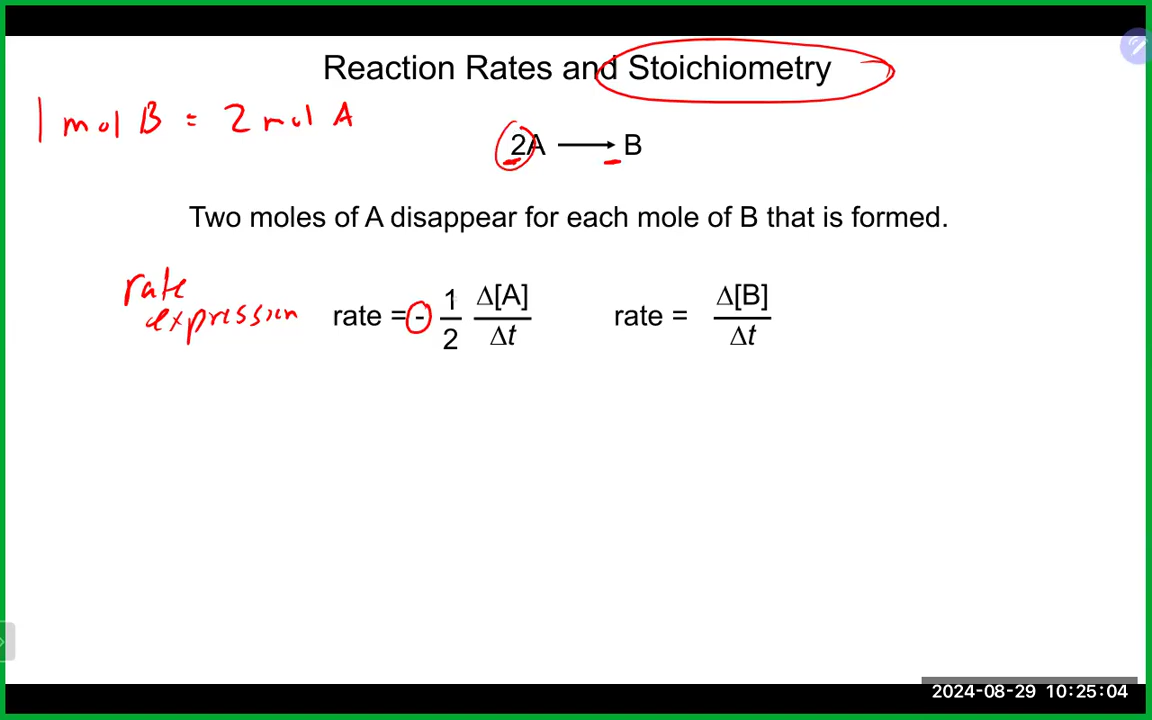 Reaction Rates and Stoichiometry
1 mol B = 2 mol A
2A → B
Two moles of A disappear for each mole of B that is formed.
rate expression
rate = - 1/2 Δ[A]/Δt rate = Δ[B]/Δt
2024-08-29 10:25:04